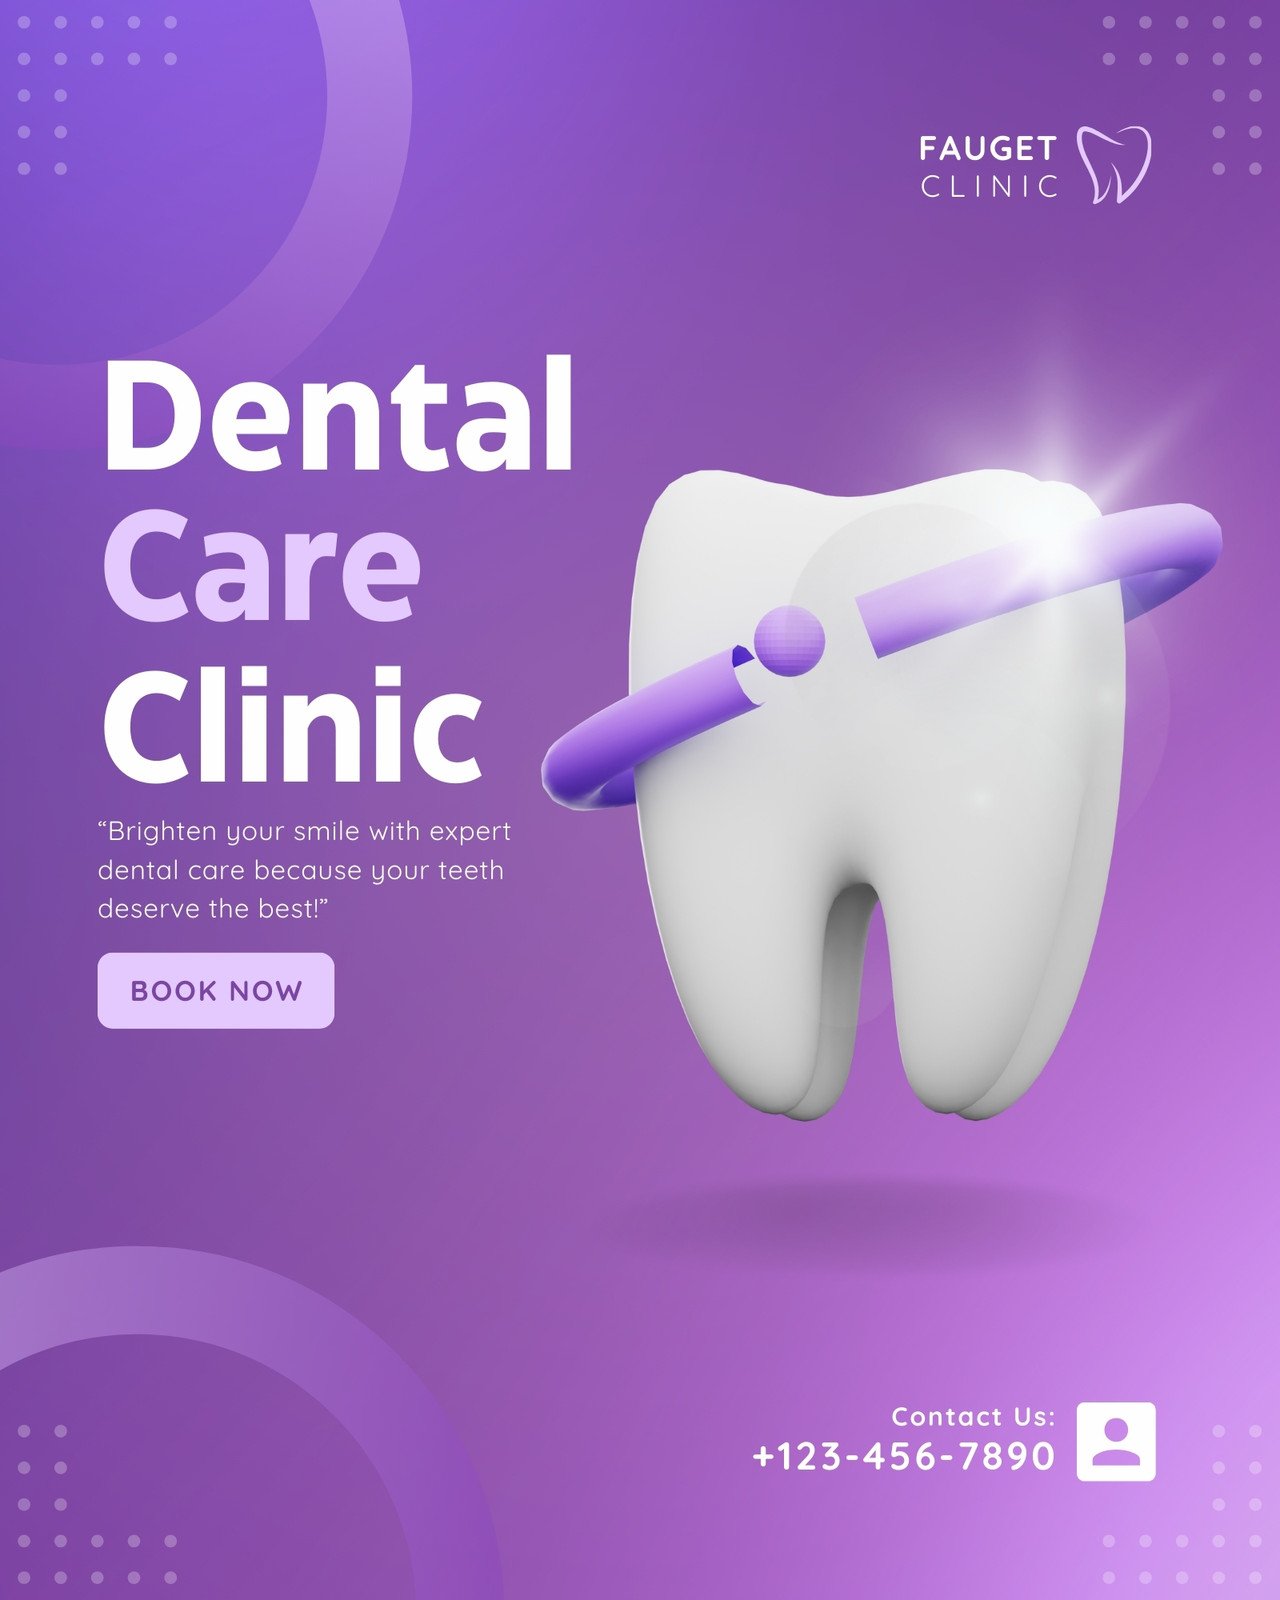 FAUGET
CLINIC
Dental
Care
Clinic
“Brighten your smile with expert
dental care because your teeth
deserve the best!”
BOOK NOW
Contact Us:
+123-456-7890